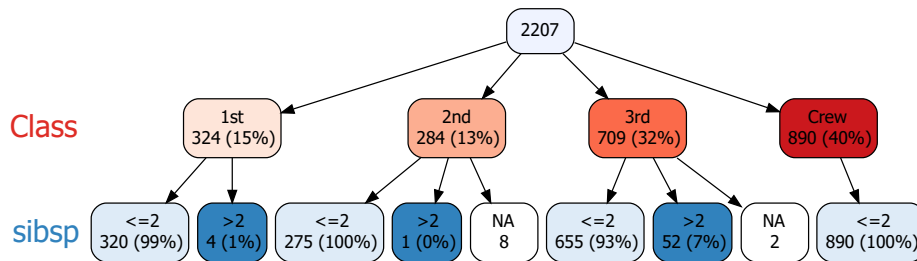 2207
Class
1st
324 (15%)
2nd
284 (13%)
3rd
709 (32%)
Crew
890 (40%)
sibsp
<=2
320 (99%)
>2
4 (1%)
<=2
275 (100%)
>2
1 (0%)
NA
8
<=2
655 (93%)
>2
52 (7%)
NA
2
<=2
890 (100%)